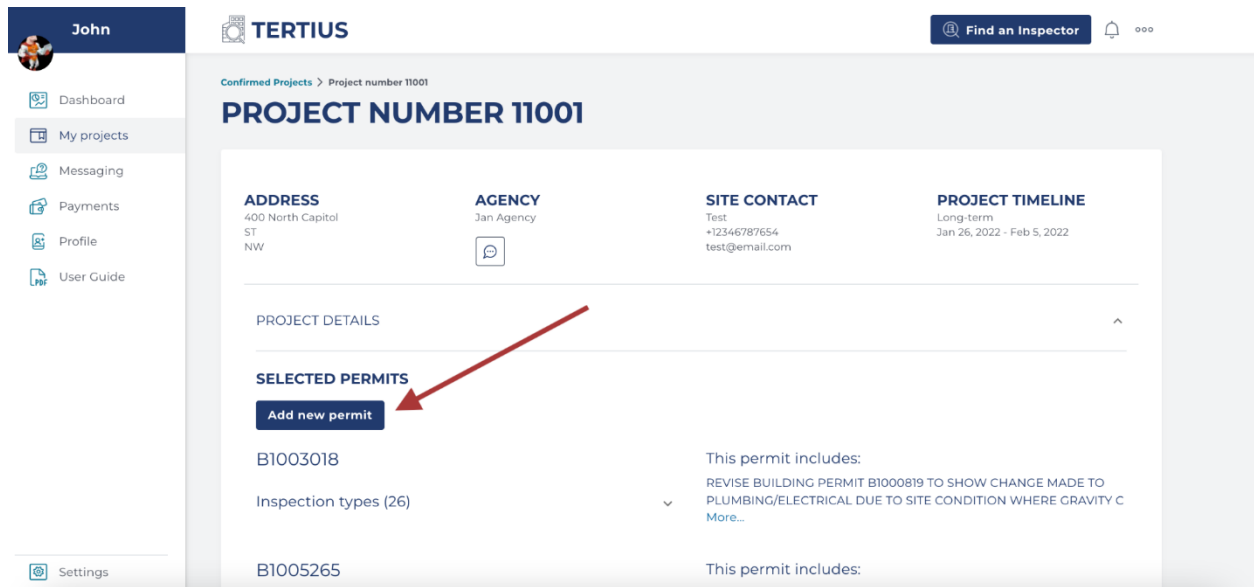 John
TERTIUS
Find an Inspector
Dashboard
My projects
Messaging
Payments
Profile
PDF
User Guide
Settings
Confirmed Projects > Project number 11001
PROJECT NUMBER 11001
ADDRESS
400 North Capitol
ST
NW
AGENCY
Jan Agency
SITE CONTACT
Test
+12346787654
test@email.com
PROJECT TIMELINE
Long-term
Jan 26, 2022 - Feb 5, 2022
PROJECT DETAILS
SELECTED PERMITS
Add new permit
B1003018
Inspection types (26)
This permit includes:
REVISE BUILDING PERMIT B1000819 TO SHOW CHANGE MADE TO
PLUMBING/ELECTRICAL DUE TO SITE CONDITION WHERE GRAVITY C
More...
B1005265
This permit includes: